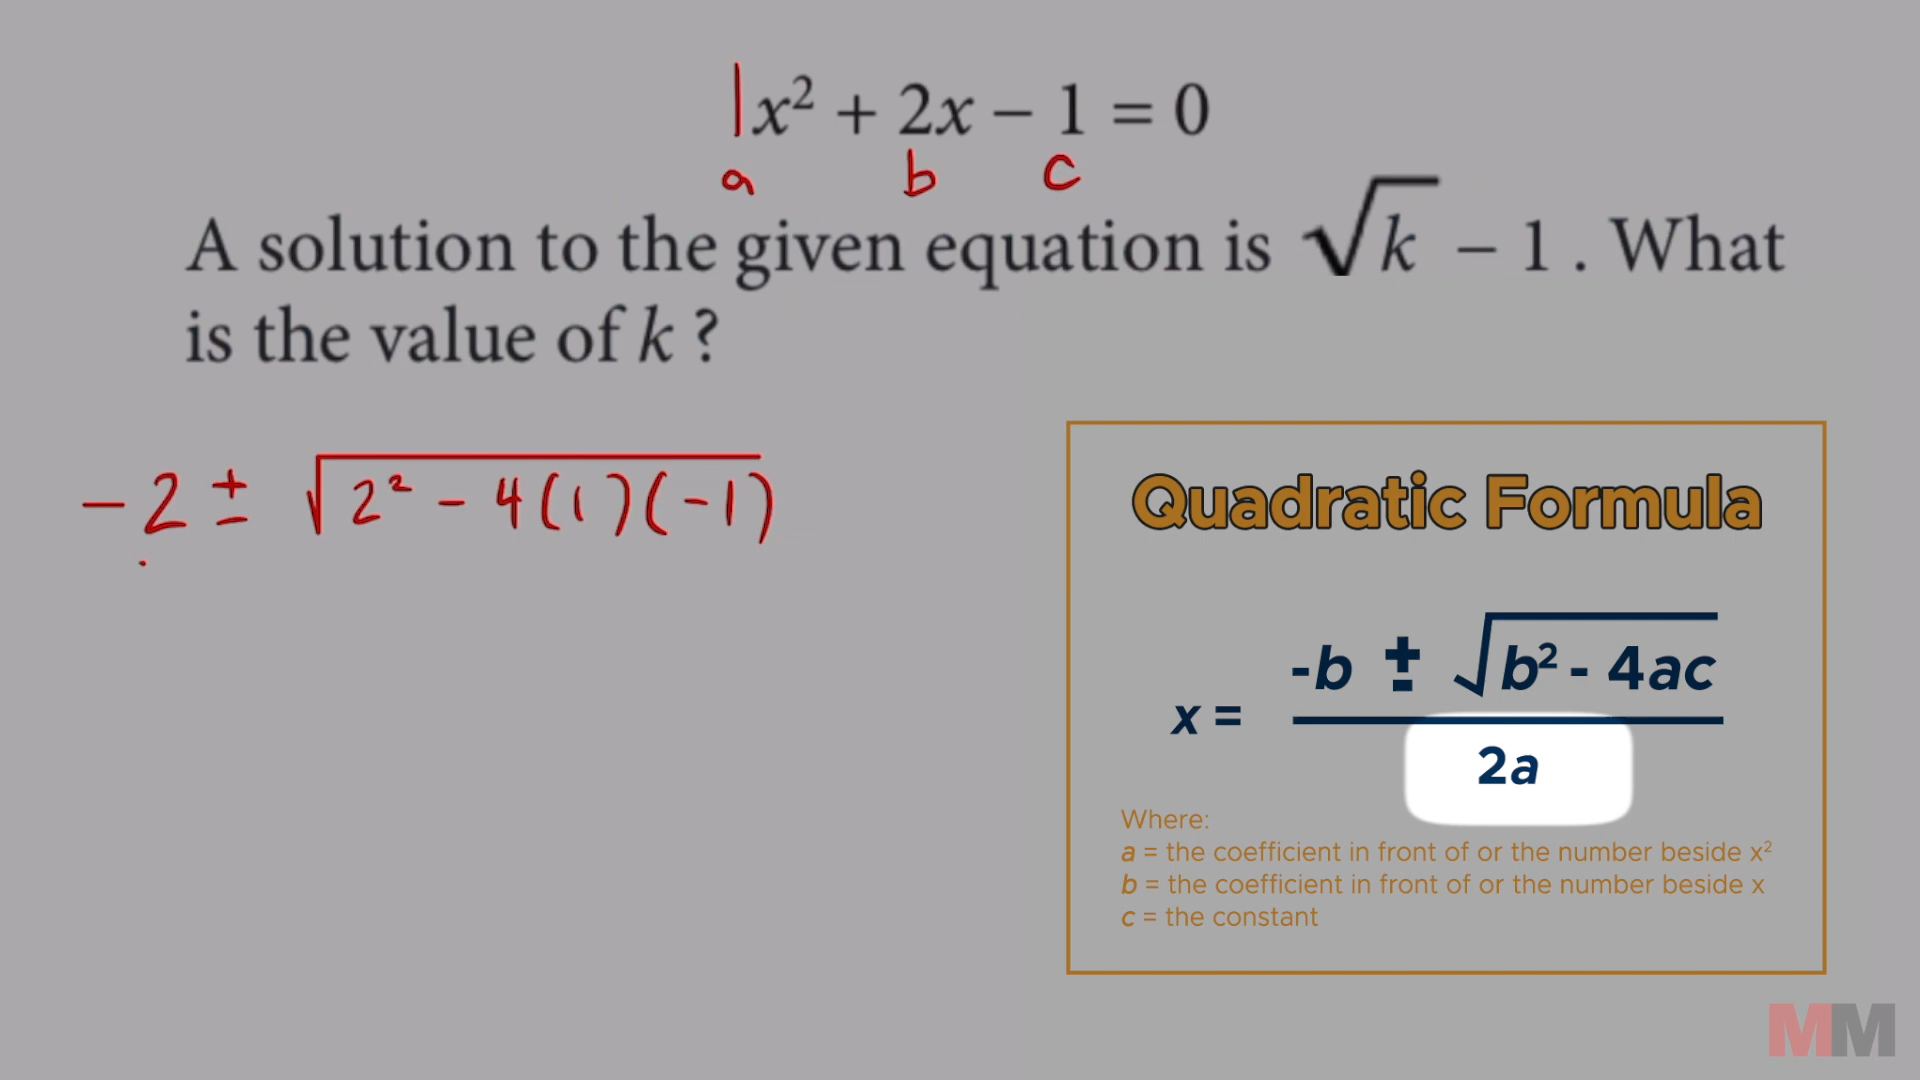 1x² + 2x − 1 = 0
a b c
A solution to the given equation is √k − 1 . What
is the value of k ?
−2 ± √2² − 4(1)(−1)
Quadratic Formula
x = -b ± √b² - 4ac
2a
Where:
a = the coefficient in front of or the number beside x²
b = the coefficient in front of or the number beside x
c = the constant
MM